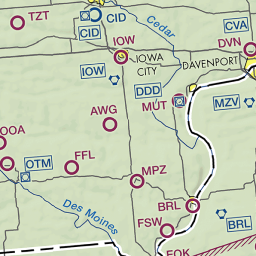 TZT
CID
CID
Cedar
CVA
DVN
IOW
IOWA
CITY
DAVENPORT
IOW
DDD
MUT
MZV
AWG
OOA
OTM
FFL
MPZ
Des Moines
BRL
BRL
FSW
EOK